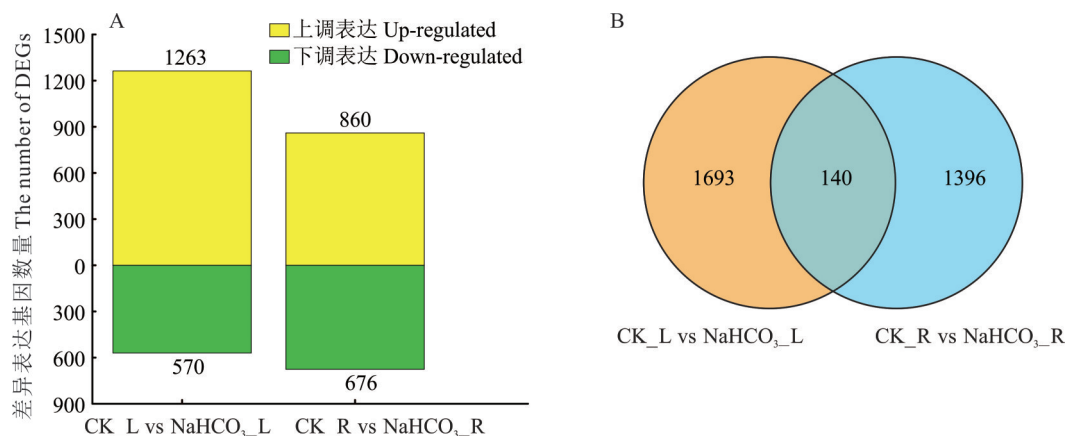 A
上调表达 Up-regulated
下调表达 Down-regulated
差异表达基因数量 The number of DEGs
1500
1200
900
600
300
0
300
600
900
1263
860
570
676
CK L vs NaHCO₃_L
CK R vs NaHCO₃_R
B
1693
140
1396
CK_L vs NaHCO₃_L
CK_R vs NaHCO₃_R